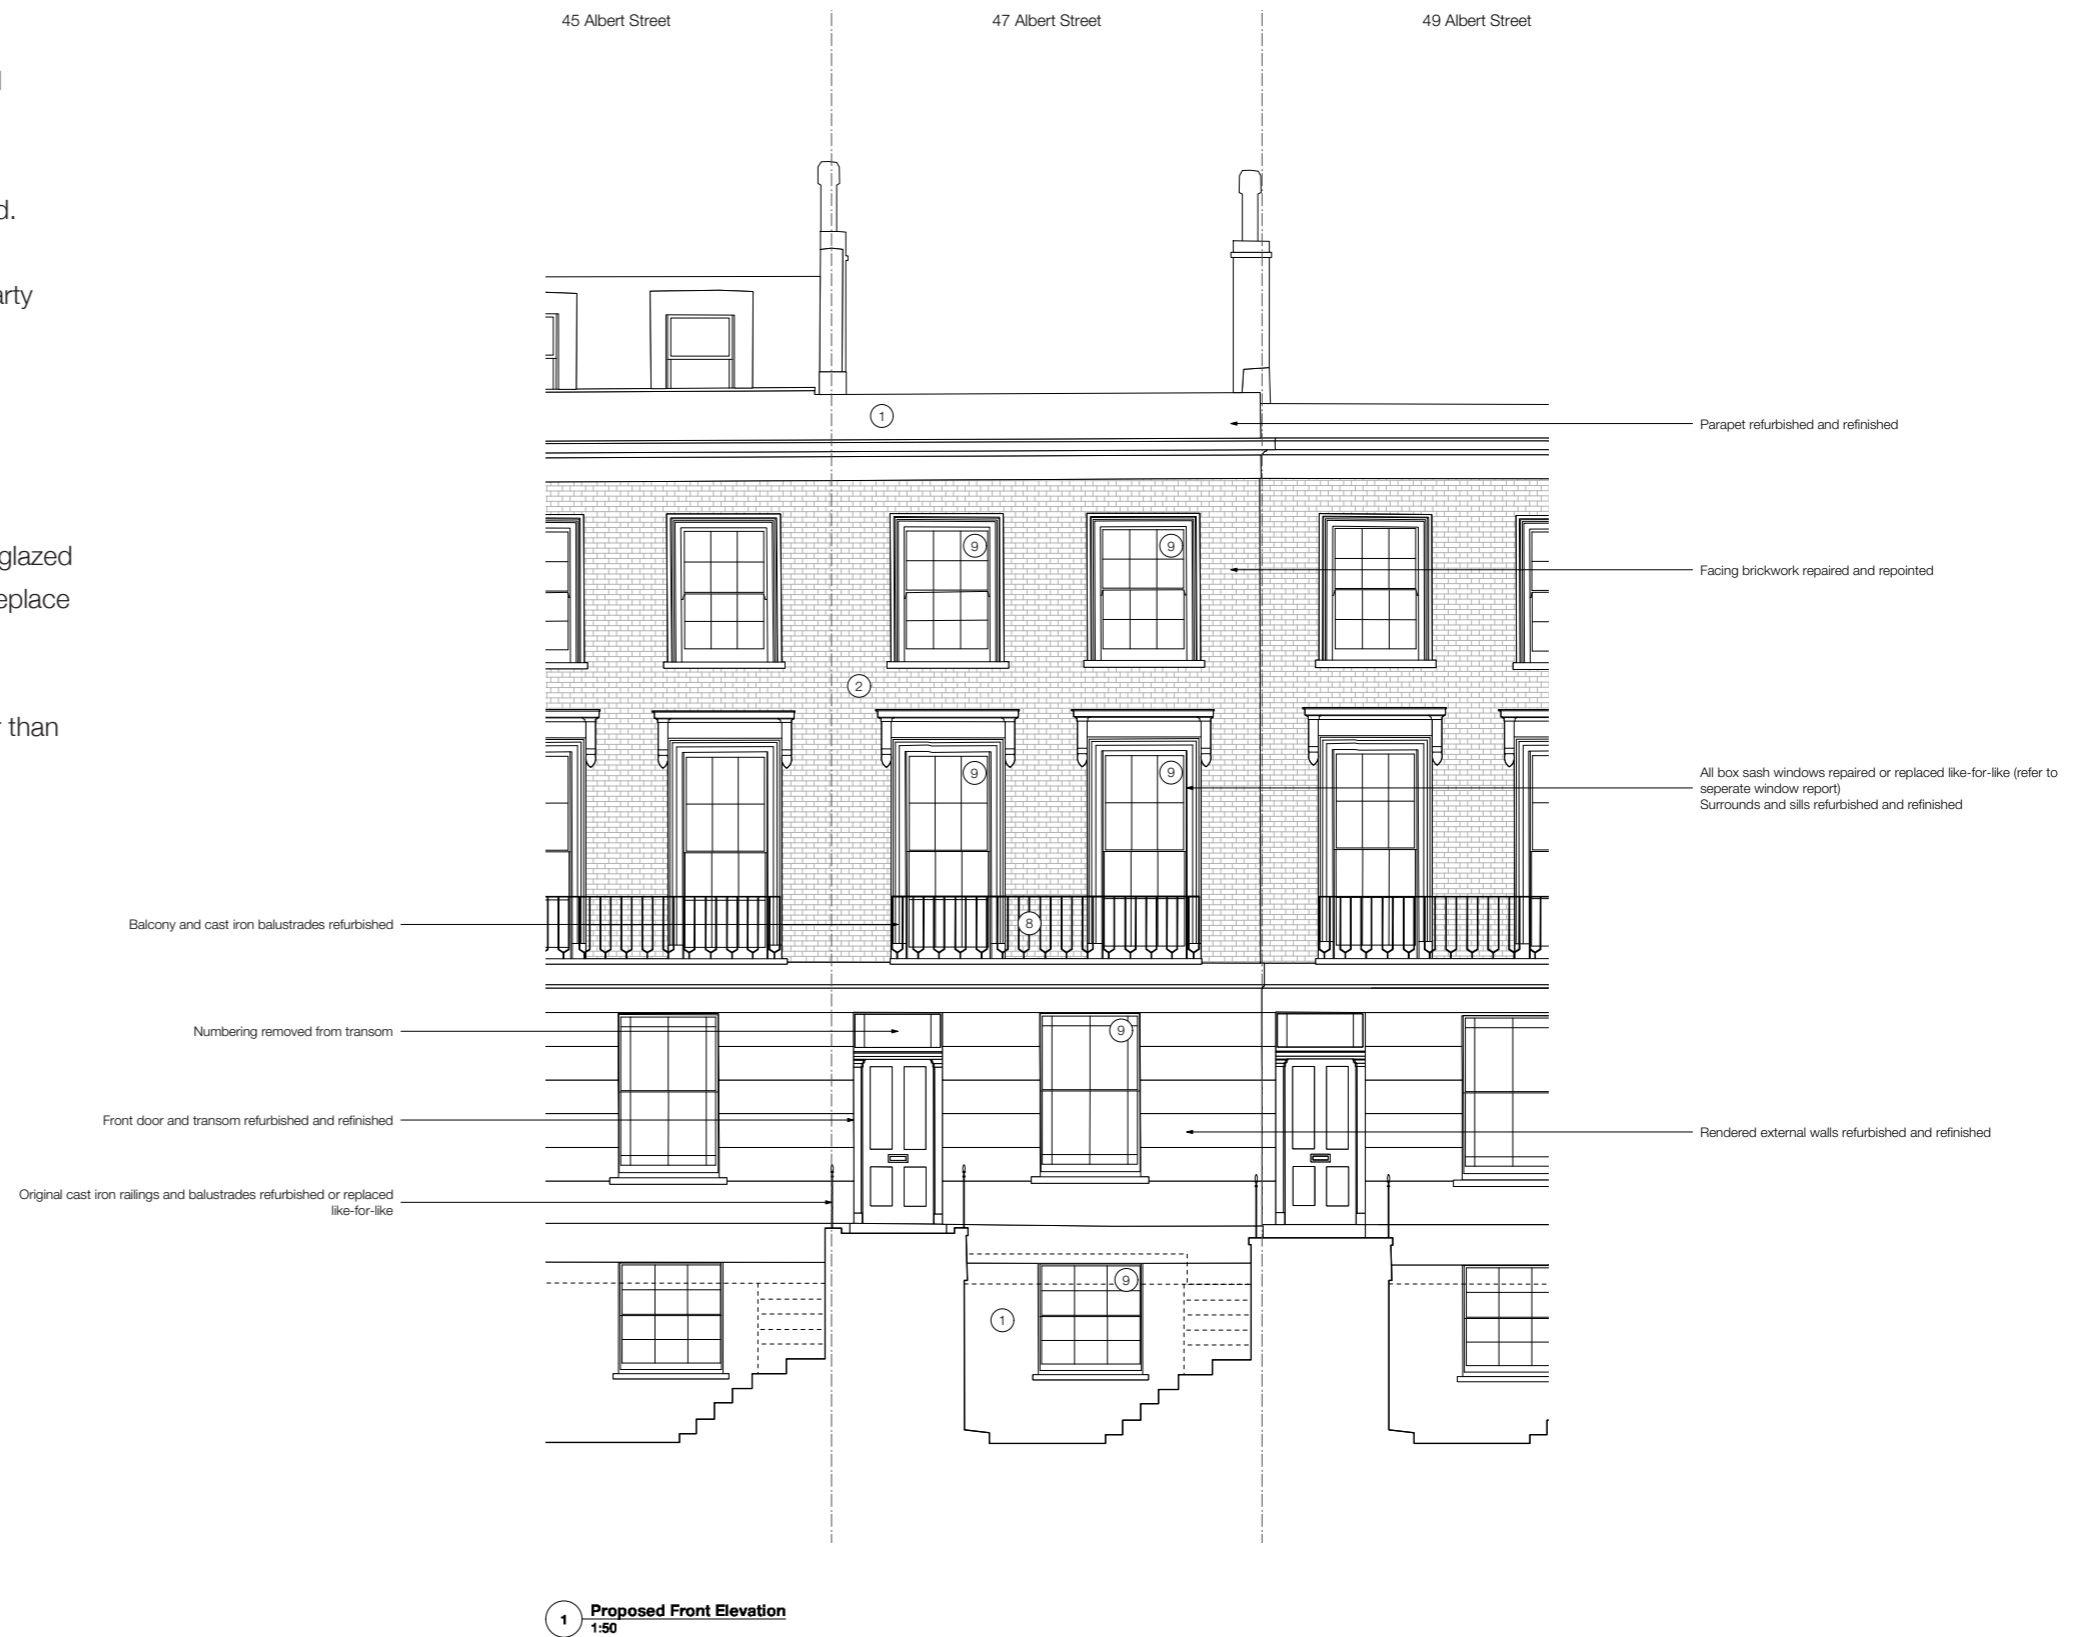 45 Albert Street
47 Albert Street
49 Albert Street
d.
arty
glazed
eplace
than
1
Parapet refurbished and refinished
9
9
Facing brickwork repaired and repointed
2
9
9
All box sash windows repaired or replaced like-for-like (refer to
seperate window report)
Surrounds and sills refurbished and refinished
Balcony and cast iron balustrades refurbished
8
Numbering removed from transom
9
Front door and transom refurbished and refinished
Rendered external walls refurbished and refinished
Original cast iron railings and balustrades refurbished or replaced
like-for-like
9
1
1
Proposed Front Elevation
1:50